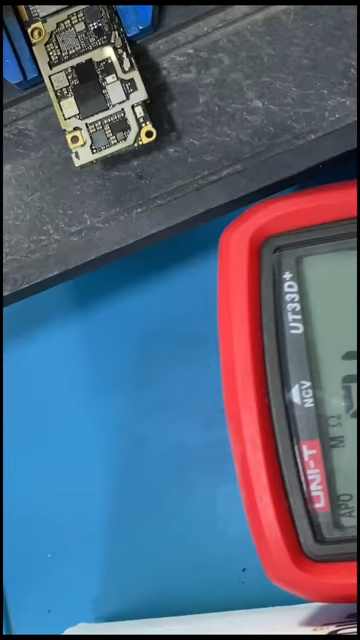 UT33D+
NCV
UNI-T
M Ω
APO